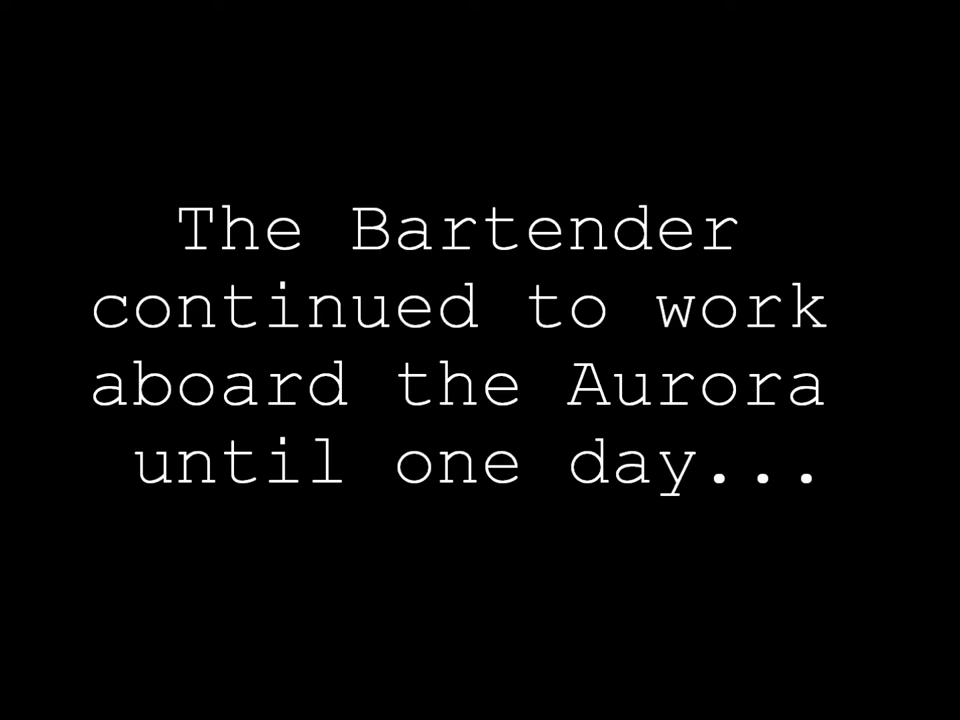 The Bartender
continued to work
aboard the Aurora
until one day...